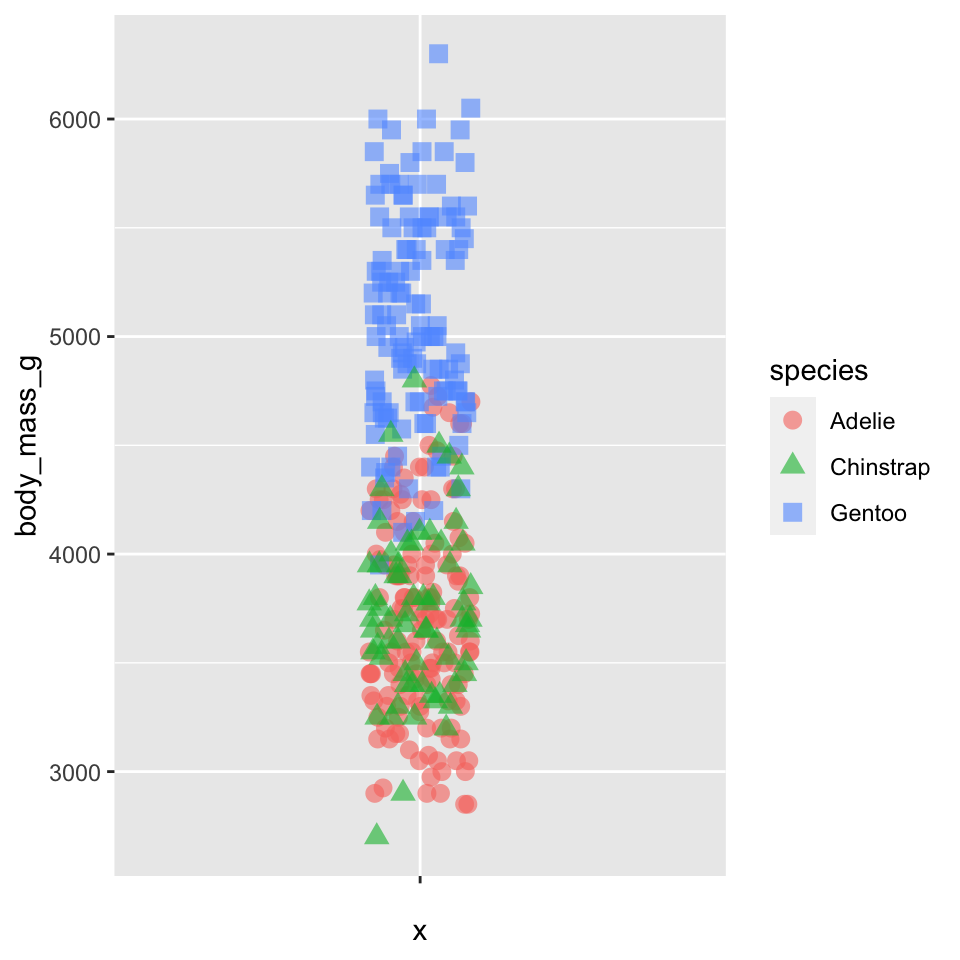 6000
5000
4000
3000
body_mass_g
x
species
Adelie
Chinstrap
Gentoo